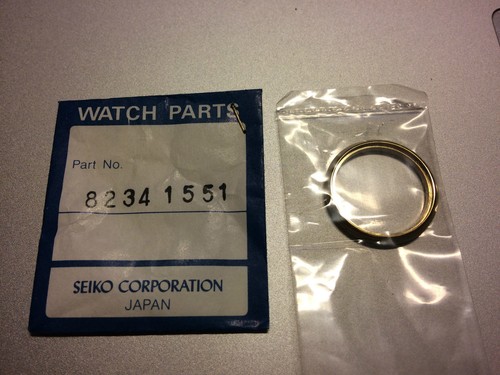 WATCH PARTS
Part No.
8234 1551
SEIKO CORPORATION
JAPAN